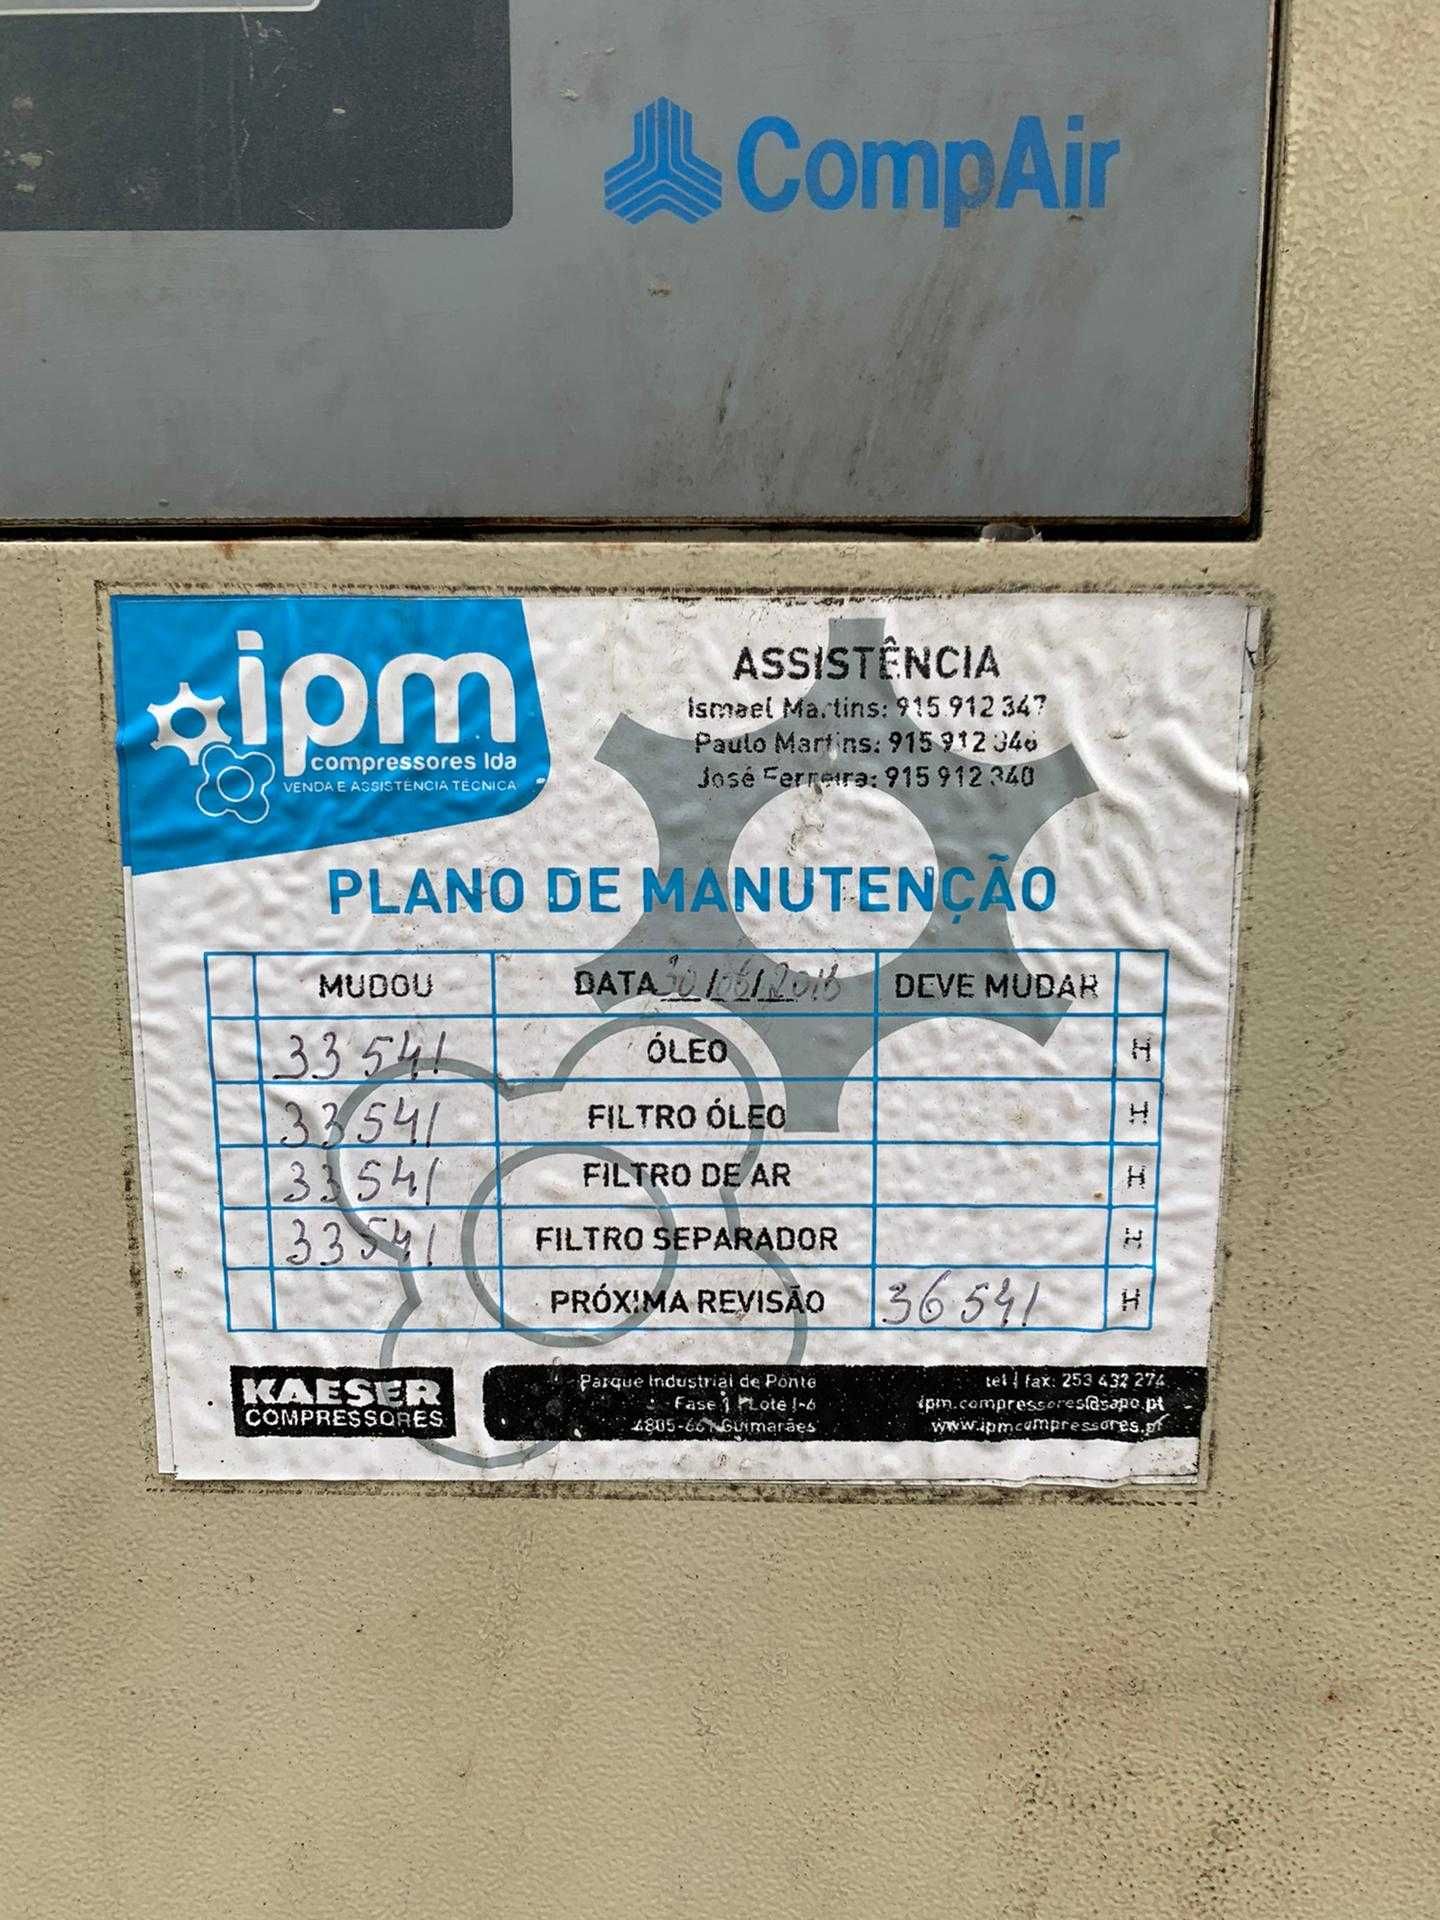 CompAir
ipm
compressores lda
VENDA E ASSISTÊNCIA TÉCNICA
ASSISTÊNCIA
Ismael Martins: 915 912 347
Paulo Martins: 915 912 346
José Ferreira: 915 912 340
PLANO DE MANUTENÇÃO
MUDOU DATA 30/06/2016 DEVE MUDAR
33541 ÓLEO H
33541 FILTRO ÓLEO H
33541 FILTRO DE AR H
33541 FILTRO SEPARADOR H
PRÓXIMA REVISÃO 36541 H
KAESER
COMPRESSORES
Parque Industrial de Ponte
Fase 1 Lote I-6
4805-661 Guimarães
tel | fax: 253 432 274
ipm.compressores@sapo.pt
www.ipmcompressores.pt